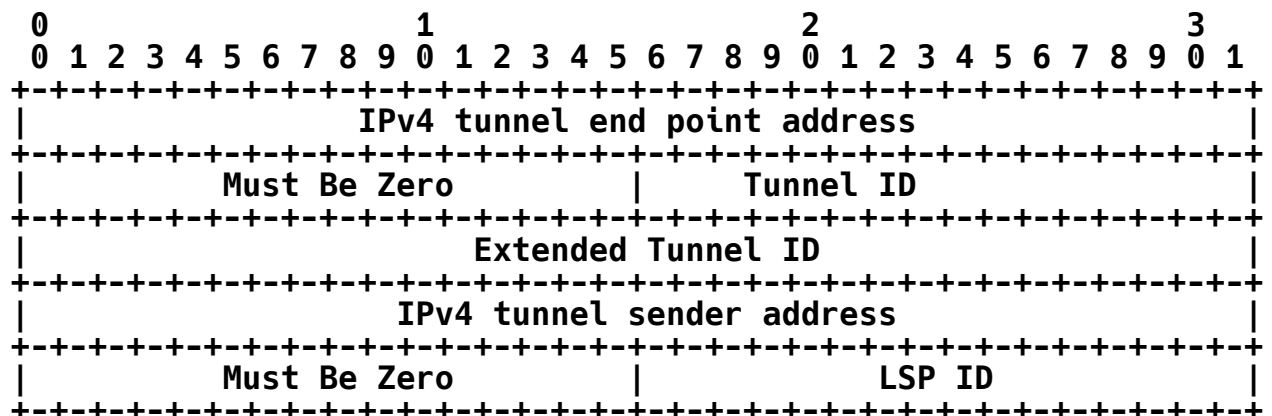 0                   1                   2                   3
 0 1 2 3 4 5 6 7 8 9 0 1 2 3 4 5 6 7 8 9 0 1 2 3 4 5 6 7 8 9 0 1
+-+-+-+-+-+-+-+-+-+-+-+-+-+-+-+-+-+-+-+-+-+-+-+-+-+-+-+-+-+-+-+-+
|                 IPv4 tunnel end point address                 |
+-+-+-+-+-+-+-+-+-+-+-+-+-+-+-+-+-+-+-+-+-+-+-+-+-+-+-+-+-+-+-+-+
|          Must Be Zero         |     Tunnel ID                 |
+-+-+-+-+-+-+-+-+-+-+-+-+-+-+-+-+-+-+-+-+-+-+-+-+-+-+-+-+-+-+-+-+
|                       Extended Tunnel ID                      |
+-+-+-+-+-+-+-+-+-+-+-+-+-+-+-+-+-+-+-+-+-+-+-+-+-+-+-+-+-+-+-+-+
|                   IPv4 tunnel sender address                  |
+-+-+-+-+-+-+-+-+-+-+-+-+-+-+-+-+-+-+-+-+-+-+-+-+-+-+-+-+-+-+-+-+
|          Must Be Zero         |            LSP ID             |
+-+-+-+-+-+-+-+-+-+-+-+-+-+-+-+-+-+-+-+-+-+-+-+-+-+-+-+-+-+-+-+-+